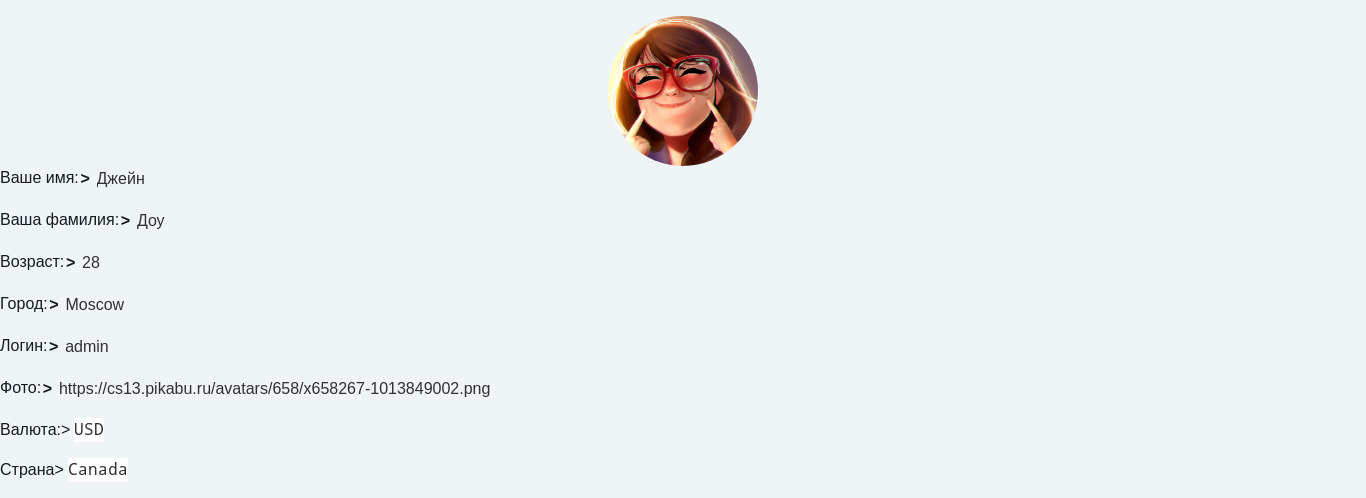 Ваше имя:> Джейн
Ваша фамилия:> Доу
Возраст:> 28
Город:> Moscow
Логин:> admin
Фото:> https://cs13.pikabu.ru/avatars/658/x658267-1013849002.png
Валюта:> USD
Страна> Canada